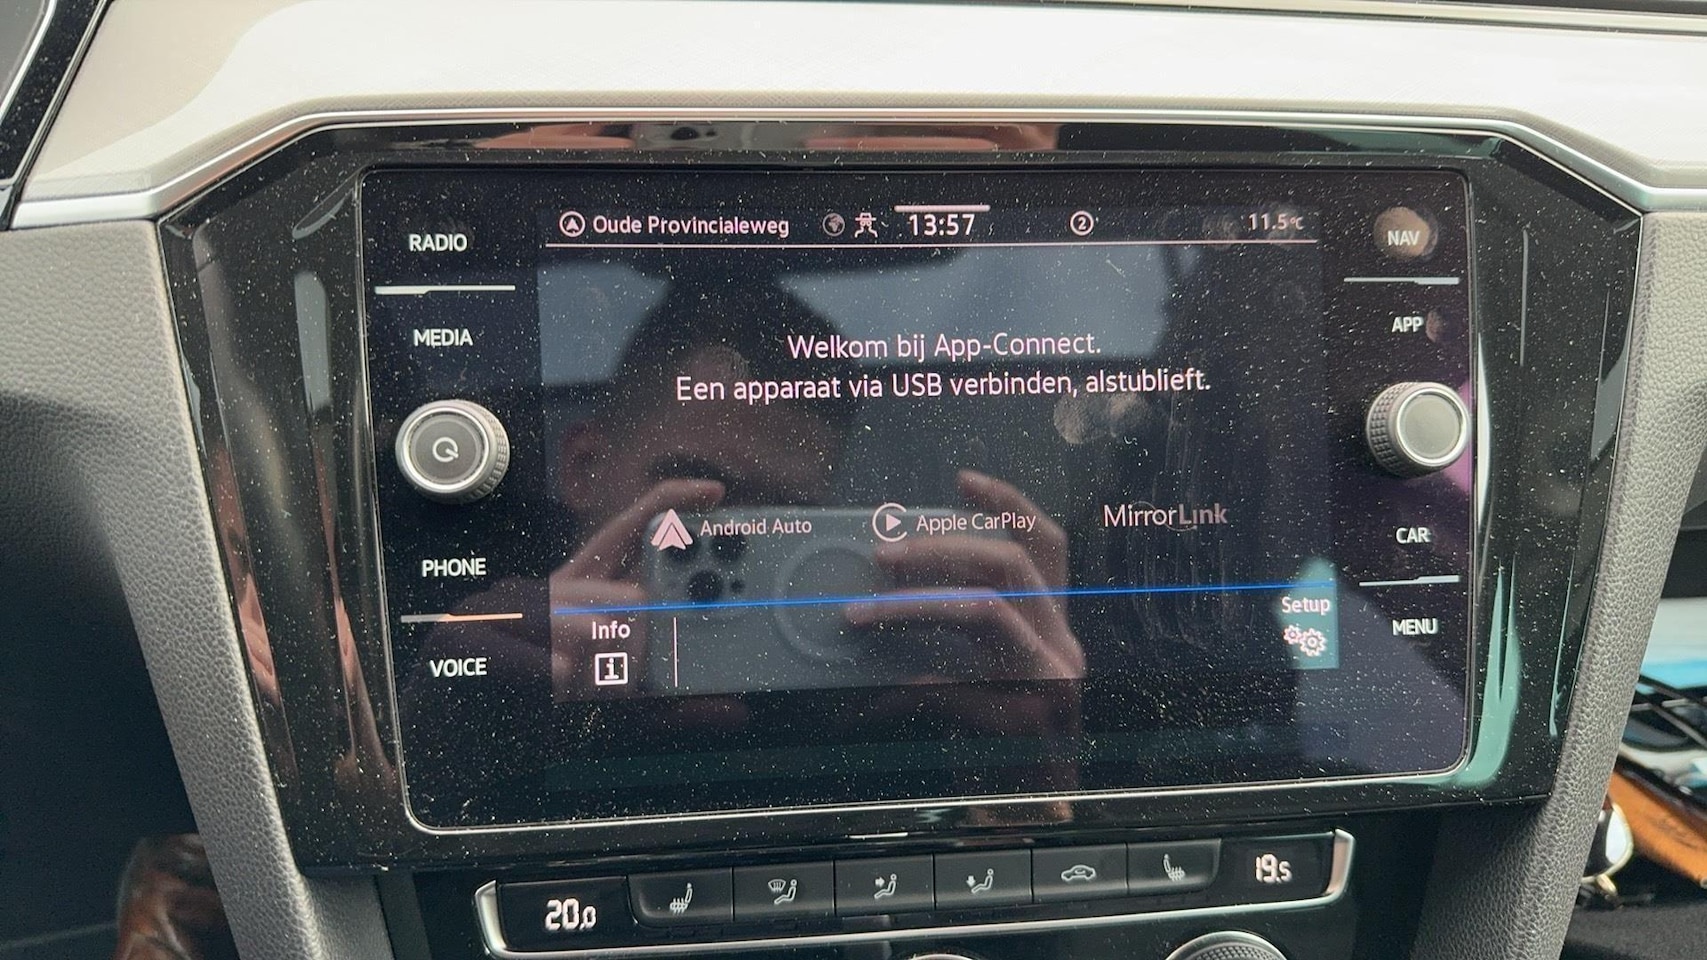 RADIO
MEDIA
PHONE
VOICE
Oude Provincialeweg 13:57 2 11.5°C
Welkom bij App-Connect.
Een apparaat via USB verbinden, alstublieft.
Android Auto Apple CarPlay MirrorLink
Info
i
Setup
NAV
APP
CAR
MENU
20.0
19.5